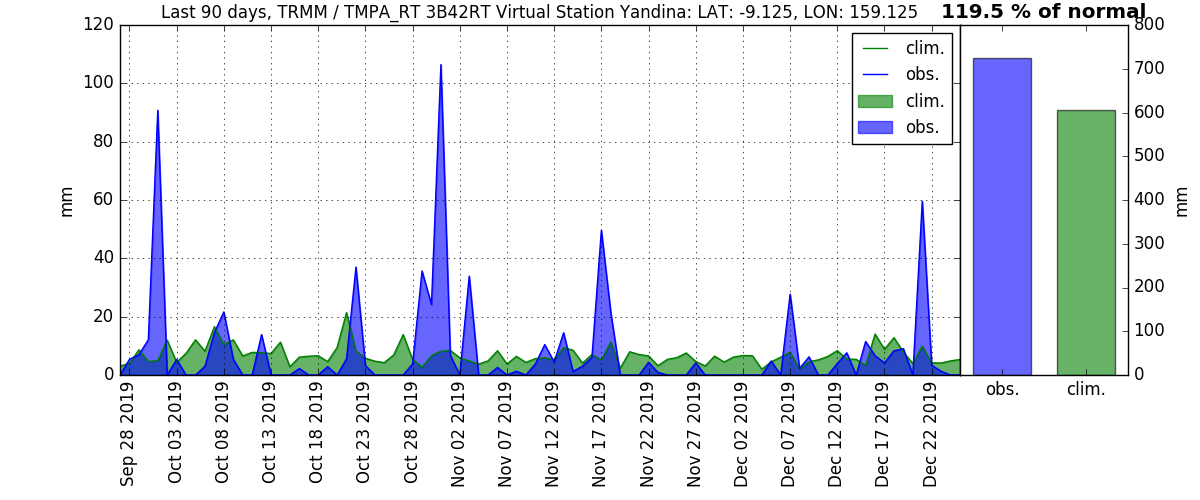 Last 90 days, TRMM / TMPA_RT 3B42RT Virtual Station Yandina: LAT: -9.125, LON: 159.125
119.5 % of normal
120
100
80
60
40
20
0
mm
clim.
obs.
clim.
obs.
Sep 28 2019
Oct 03 2019
Oct 08 2019
Oct 13 2019
Oct 18 2019
Oct 23 2019
Oct 28 2019
Nov 02 2019
Nov 07 2019
Nov 12 2019
Nov 17 2019
Nov 22 2019
Nov 27 2019
Dec 02 2019
Dec 07 2019
Dec 12 2019
Dec 17 2019
Dec 22 2019
800
700
600
500
400
300
200
100
0
mm
obs.
clim.